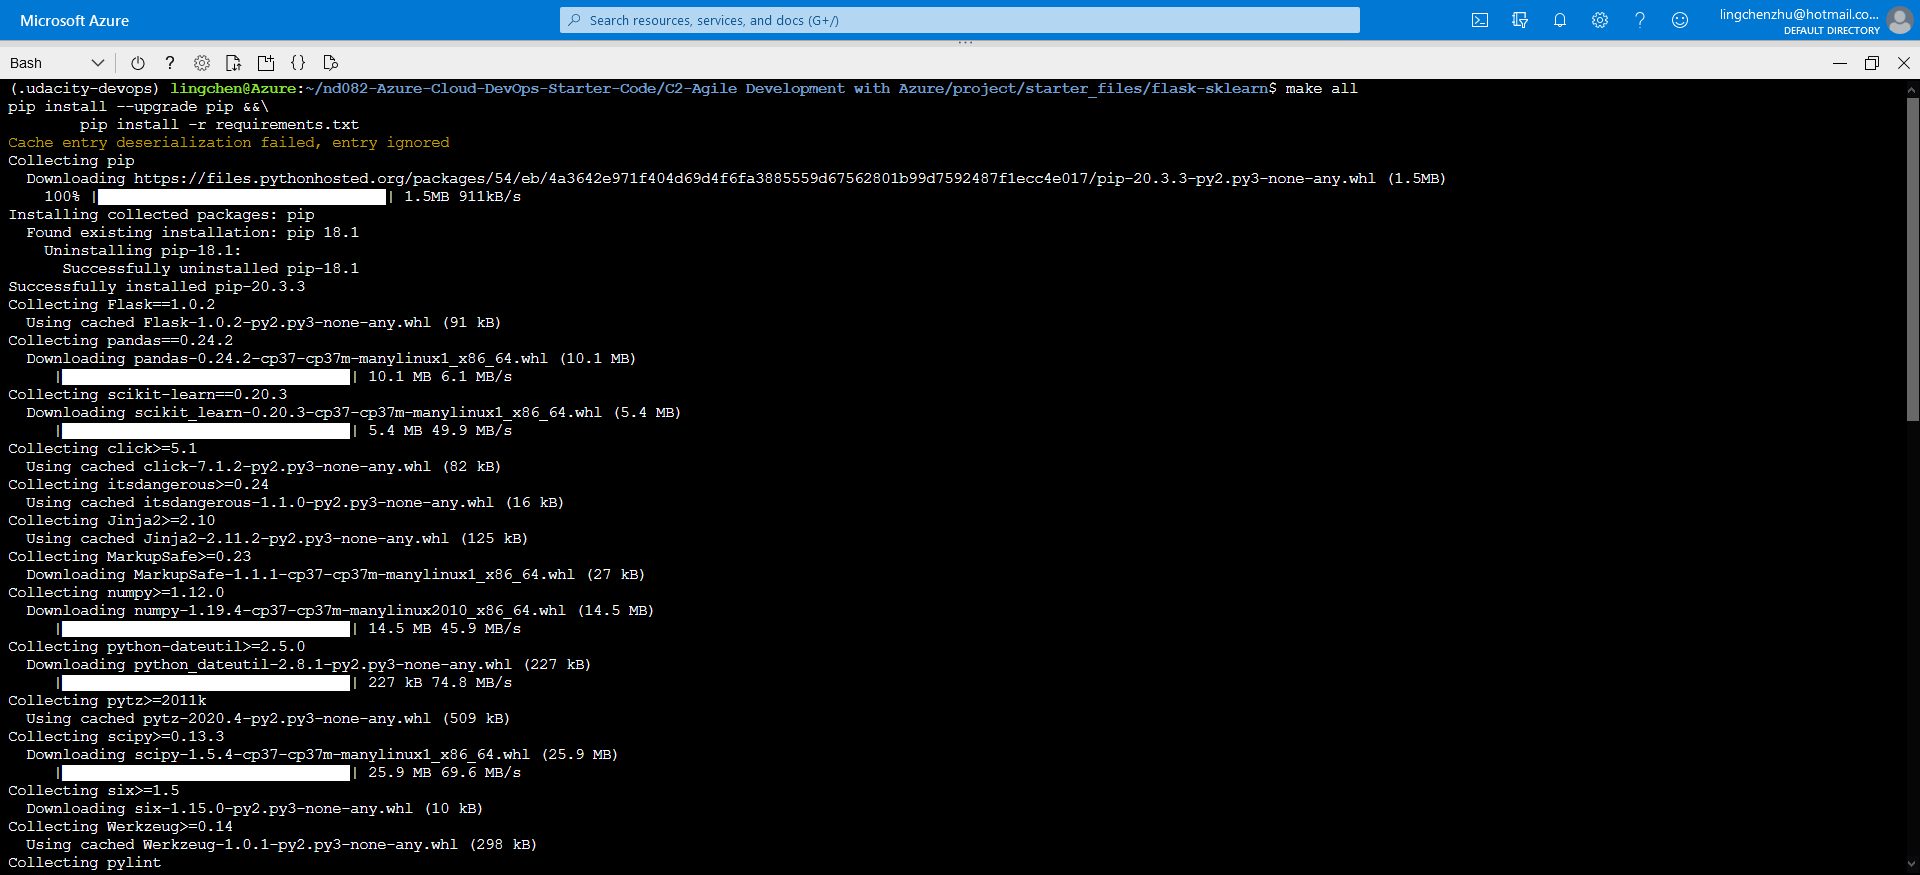 Microsoft Azure
Search resources, services, and docs (G+/)
lingchenzhu@hotmail.co...
DEFAULT DIRECTORY
Bash
(.udacity-devops) lingchen@Azure:~/nd082-Azure-Cloud-DevOps-Starter-Code/C2-Agile Development with Azure/project/starter_files/flask-sklearn$ make all
pip install --upgrade pip &&\
pip install -r requirements.txt
Cache entry deserialization failed, entry ignored
Collecting pip
Downloading https://files.pythonhosted.org/packages/54/eb/4a3642e971f404d69d4f6fa3885559d67562801b99d7592487f1ecc4e017/pip-20.3.3-py2.py3-none-any.whl (1.5MB)
100% | | 1.5MB 911kB/s
Installing collected packages: pip
Found existing installation: pip 18.1
Uninstalling pip-18.1:
Successfully uninstalled pip-18.1
Successfully installed pip-20.3.3
Collecting Flask==1.0.2
Using cached Flask-1.0.2-py2.py3-none-any.whl (91 kB)
Collecting pandas==0.24.2
Downloading pandas-0.24.2-cp37-cp37m-manylinux1_x86_64.whl (10.1 MB)
| | 10.1 MB 6.1 MB/s
Collecting scikit-learn==0.20.3
Downloading scikit_learn-0.20.3-cp37-cp37m-manylinux1_x86_64.whl (5.4 MB)
| | 5.4 MB 49.9 MB/s
Collecting click>=5.1
Using cached click-7.1.2-py2.py3-none-any.whl (82 kB)
Collecting itsdangerous>=0.24
Using cached itsdangerous-1.1.0-py2.py3-none-any.whl (16 kB)
Collecting Jinja2>=2.10
Using cached Jinja2-2.11.2-py2.py3-none-any.whl (125 kB)
Collecting MarkupSafe>=0.23
Downloading MarkupSafe-1.1.1-cp37-cp37m-manylinux1_x86_64.whl (27 kB)
Collecting numpy>=1.12.0
Downloading numpy-1.19.4-cp37-cp37m-manylinux2010_x86_64.whl (14.5 MB)
| | 14.5 MB 45.9 MB/s
Collecting python-dateutil>=2.5.0
Downloading python_dateutil-2.8.1-py2.py3-none-any.whl (227 kB)
| | 227 kB 74.8 MB/s
Collecting pytz>=2011k
Using cached pytz-2020.4-py2.py3-none-any.whl (509 kB)
Collecting scipy>=0.13.3
Downloading scipy-1.5.4-cp37-cp37m-manylinux1_x86_64.whl (25.9 MB)
| | 25.9 MB 69.6 MB/s
Collecting six>=1.5
Downloading six-1.15.0-py2.py3-none-any.whl (10 kB)
Collecting Werkzeug>=0.14
Using cached Werkzeug-1.0.1-py2.py3-none-any.whl (298 kB)
Collecting pylint